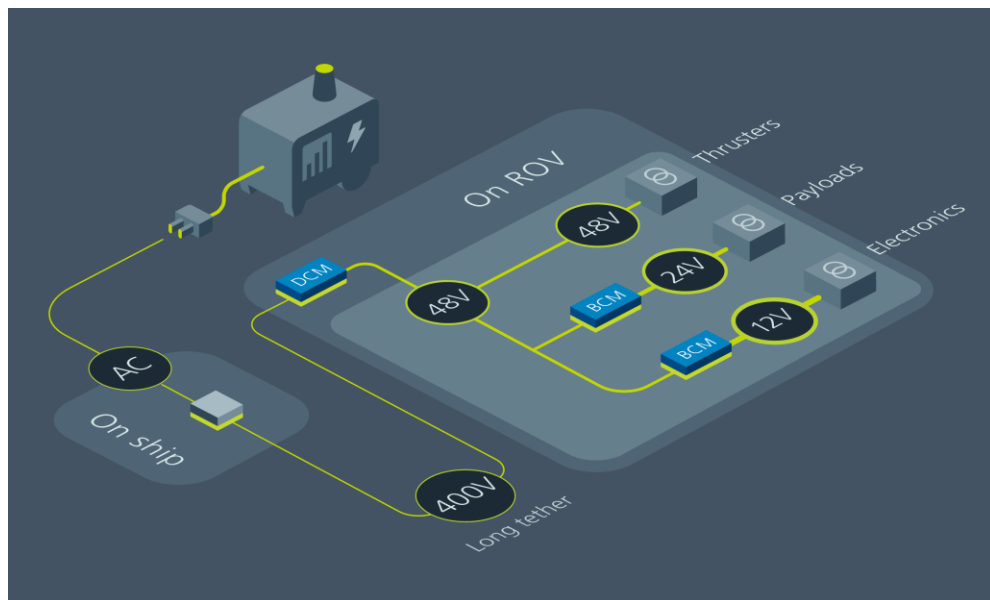 Thrusters
On ROV
Payloads
48V
Electronics
DCM
24V
48V
BCM
12V
BCM
AC
On ship
400V
Long tether